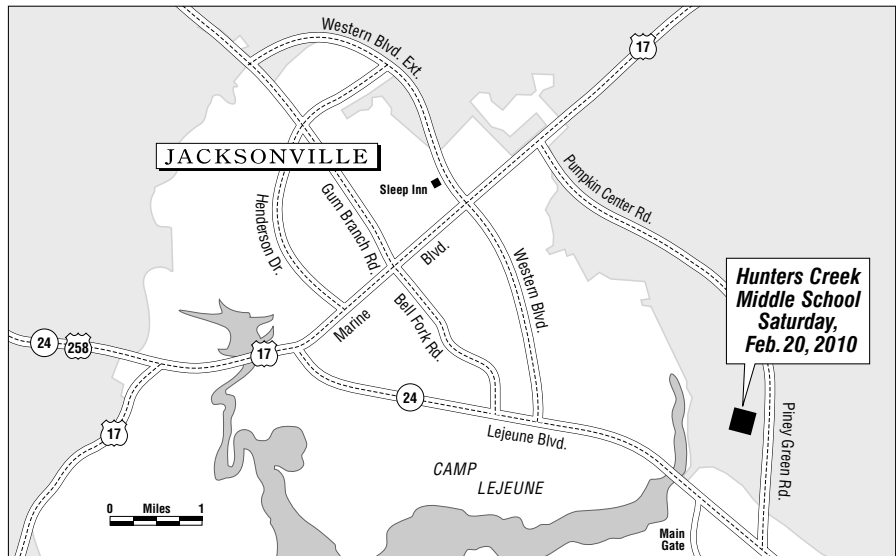 Western Blvd. Ext.
17
JACKSONVILLE
Sleep Inn
Pumpkin Center Rd.
Henderson Dr.
Gum Branch Rd.
Blvd.
Western Blvd.
Hunters Creek
Middle School
Saturday,
Feb. 20, 2010
Marine
Bell Fork Rd.
24
258
17
24
Piney Green Rd.
17
Lejeune Blvd.
CAMP
LEJEUNE
0 Miles 1
Main
Gate